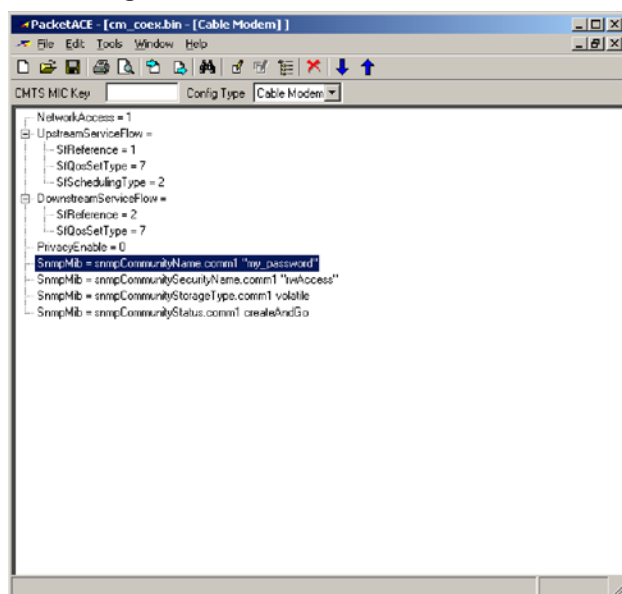 PacketACE - [cm_coex.bin - [Cable Modem] ]
File Edit Tools Window Help
CMTS MIC Key Config Type Cable Modem
NetworkAccess = 1
UpstreamServiceFlow =
SfReference = 1
SfQosSetType = 7
SfSchedulingType = 2
DownstreamServiceFlow =
SfReference = 2
SfQosSetType = 7
PrivacyEnable = 0
SnmpMib = snmpCommunityName.comm1 "my_password"
SnmpMib = snmpCommunitySecurityName.comm1 "rwAccess"
SnmpMib = snmpCommunityStorageType.comm1 volatile
SnmpMib = snmpCommunityStatus.comm1 createAndGo